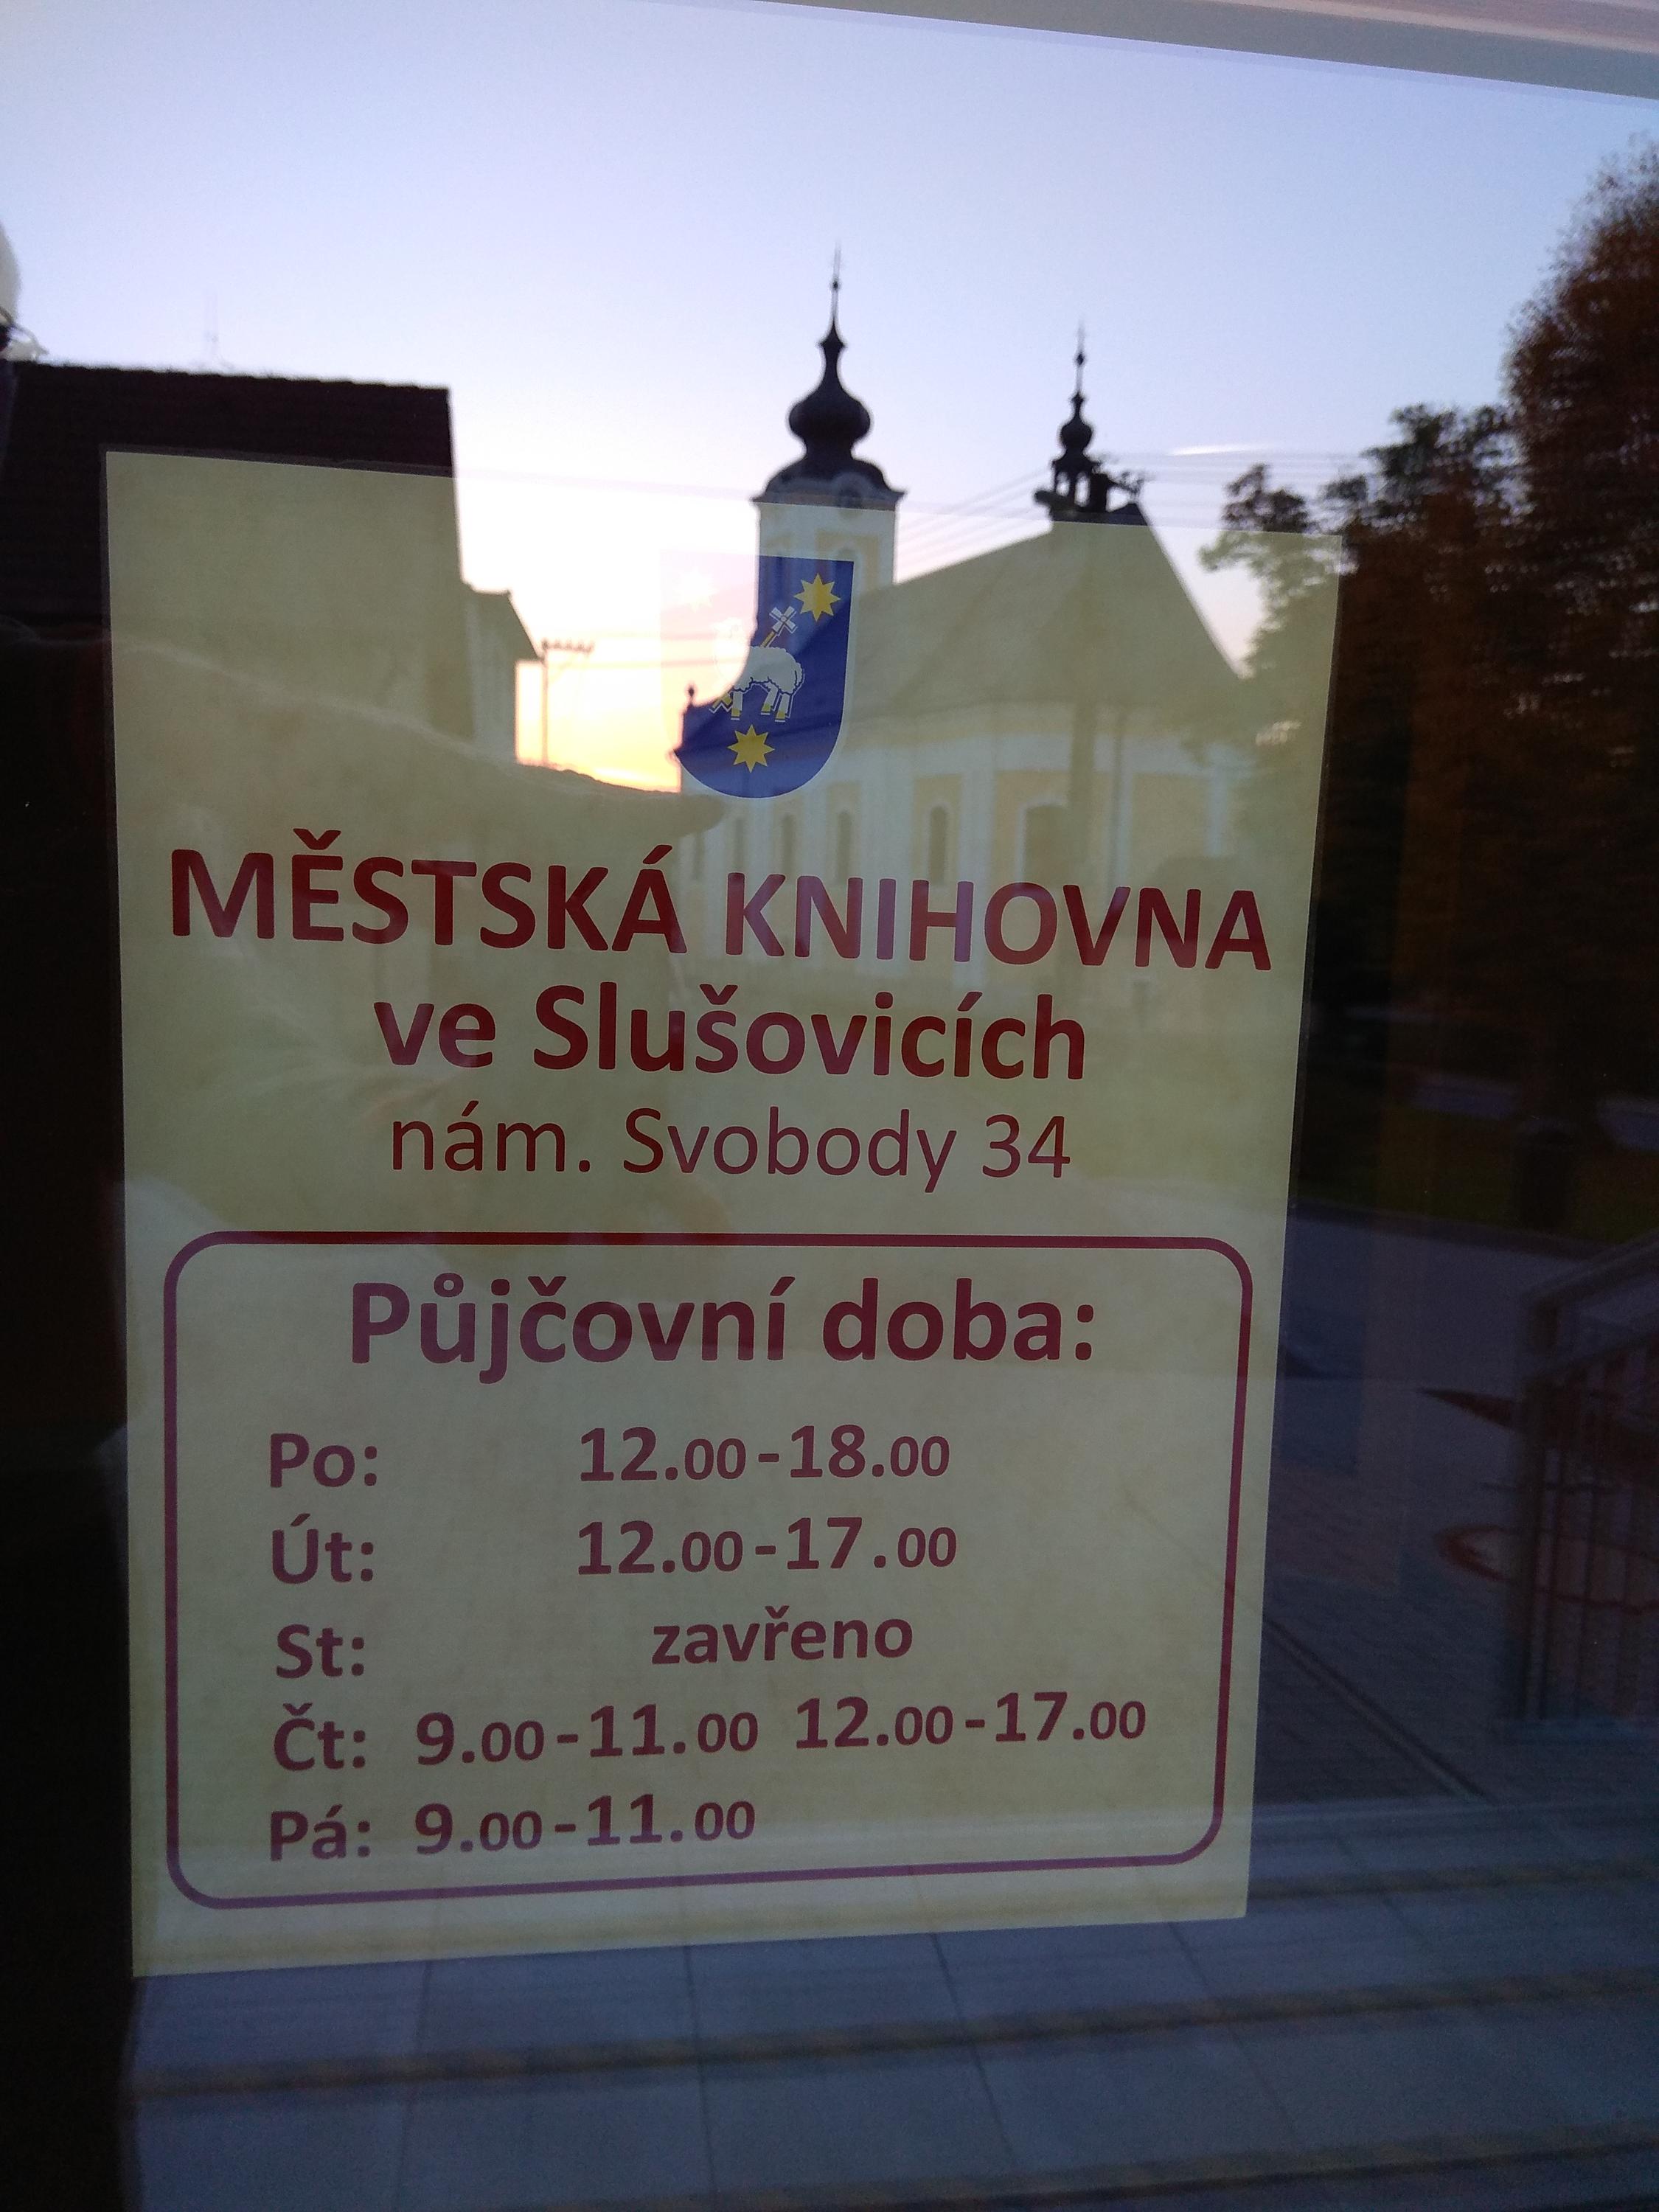 MĚSTSKÁ KNIHOVNA
ve Slušovicích
nám. Svobody 34
Půjčovní doba:
Po: 12.00-18.00
Út: 12.00-17.00
St: zavřeno
Čt: 9.00-11.00 12.00-17.00
Pá: 9.00-11.00